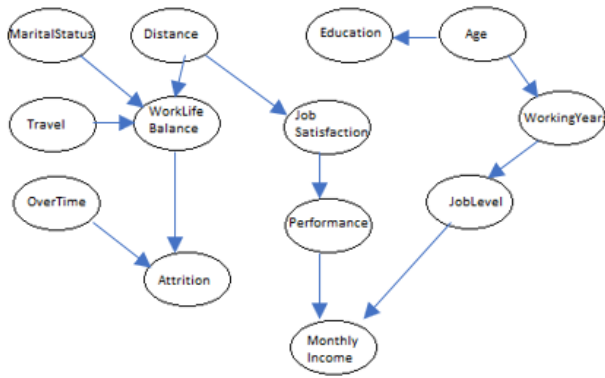 MaritalStatus
Distance
Education
Age
Travel
WorkLife
Balance
Job
Satisfaction
WorkingYear
OverTime
Performance
JobLevel
Attrition
Monthly
Income